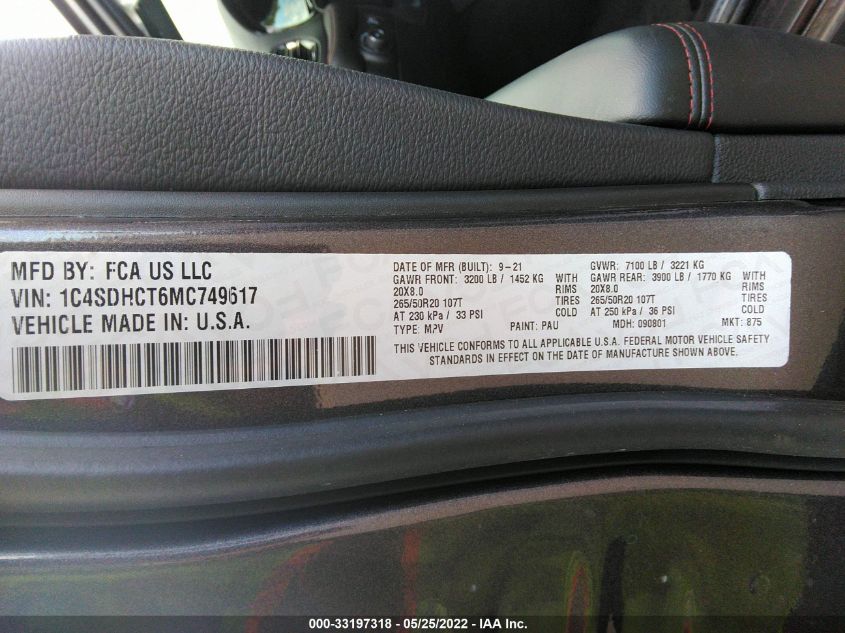 MFD BY: FCA US LLC
VIN: 1C4SDHCT6MC749617
VEHICLE MADE IN: U.S.A.
DATE OF MFR (BUILT): 9-21 GVWR: 7100 LB / 3221 KG
GAWR FRONT: 3200 LB / 1452 KG WITH GAWR REAR: 3900 LB / 1770 KG WITH
20X8.0 RIMS 20X8.0 RIMS
265/50R20 107T TIRES 265/50R20 107T TIRES
AT 230 kPa / 33 PSI COLD AT 250 kPa / 36 PSI COLD
TYPE: MPV PAINT: PAU MDH: 090801 MKT: 875
THIS VEHICLE CONFORMS TO ALL APPLICABLE U.S.A. FEDERAL MOTOR VEHICLE SAFETY
STANDARDS IN EFFECT ON THE DATE OF MANUFACTURE SHOWN ABOVE.
000-33197318 - 05/25/2022 - IAA Inc.